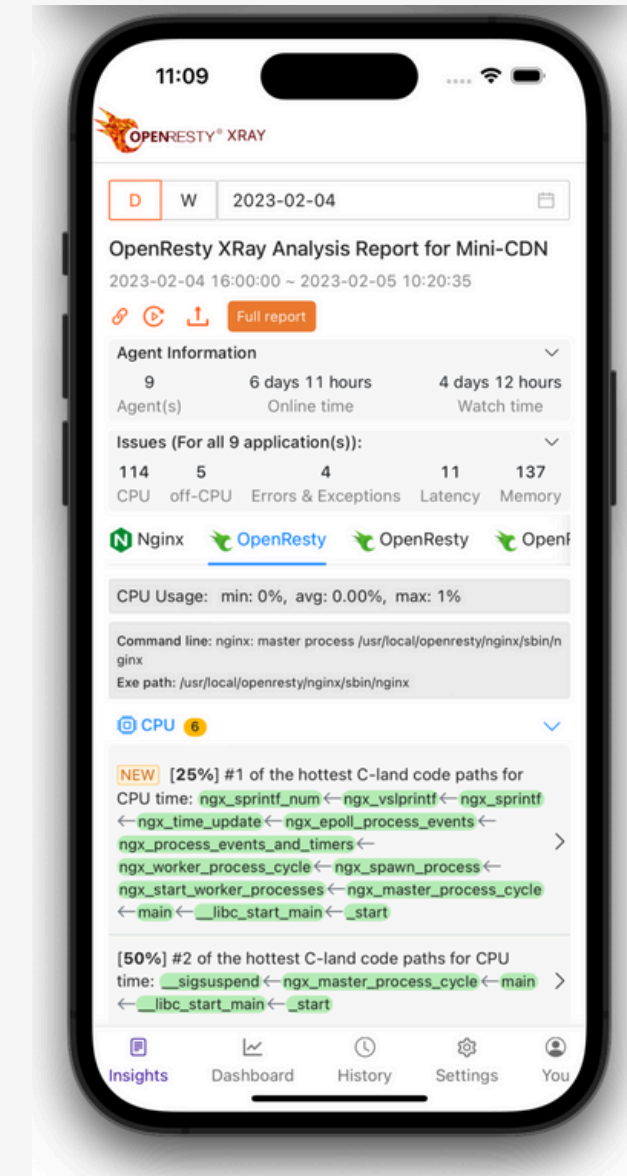 11:09
OPENRESTY® XRAY
D W 2023-02-04
OpenResty XRay Analysis Report for Mini-CDN
2023-02-04 16:00:00 ~ 2023-02-05 10:20:35
Full report
Agent Information
9 6 days 11 hours 4 days 12 hours
Agent(s) Online time Watch time
Issues (For all 9 application(s)):
114 5 4 11 137
CPU off-CPU Errors & Exceptions Latency Memory
Nginx OpenResty OpenResty OpenR
CPU Usage: min: 0%, avg: 0.00%, max: 1%
Command line: nginx: master process /usr/local/openresty/nginx/sbin/n
ginx
Exe path: /usr/local/openresty/nginx/sbin/nginx
CPU 6
NEW [25%] #1 of the hottest C-land code paths for
CPU time: ngx_sprintf_num←ngx_vslprintf←ngx_sprintf
←ngx_time_update←ngx_epoll_process_events←
ngx_process_events_and_timers←
ngx_worker_process_cycle←ngx_spawn_process←
ngx_start_worker_processes←ngx_master_process_cycle
←main←__libc_start_main←_start
[50%] #2 of the hottest C-land code paths for CPU
time: __sigsuspend←ngx_master_process_cycle←main
←__libc_start_main←_start
Insights Dashboard History Settings You